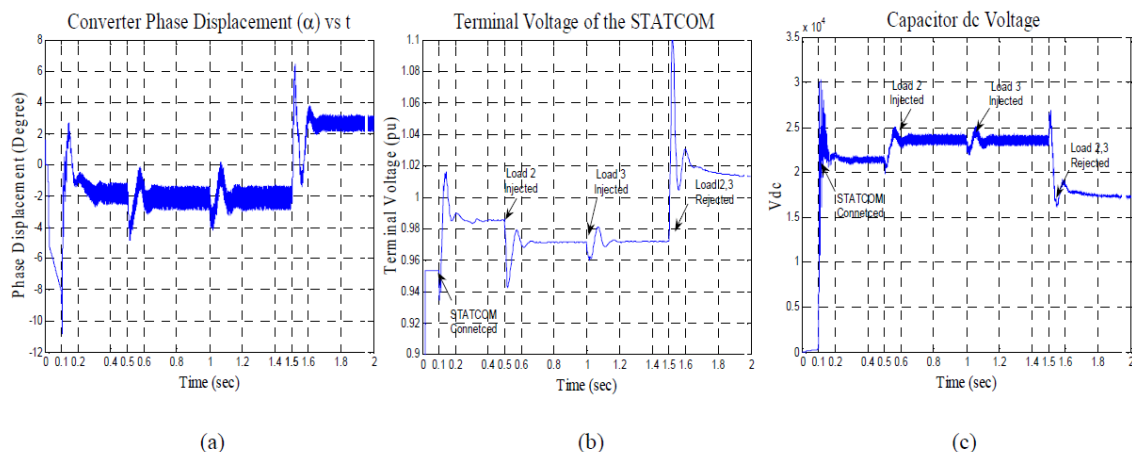 Converter Phase Displacement (α) vs t
Phase Displacement (Degree)
8
6
4
2
0
-2
-4
-6
-8
-10
-12
0 0.1 0.2 0.4 0.5 0.6 0.8 1 1.2 1.4 1.5 1.6 1.8 2
Time (sec)
(a)
Terminal Voltage of the STATCOM
Terminal Voltage (pu)
1.1
1.08
1.06
1.04
1.02
1
0.98
0.96
0.94
0.92
0.9
Load 2
Injected
Load 3
Injected
Load 2,3
Rejected
STATCOM
Connetced
0 0.1 0.2 0.4 0.5 0.6 0.8 1 1.2 1.4 1.5 1.6 1.8 2
Time (sec)
(b)
Capacitor dc Voltage
x 10^4
Vdc
3.5
3
2.5
2
1.5
1
0.5
0
Load 2
Injected
Load 3
Injected
Load 2,3
Rejected
STATCOM
Connetced
0 0.1 0.2 0.4 0.5 0.6 0.8 1 1.2 1.4 1.5 1.6 1.8 2
Time (sec)
(c)